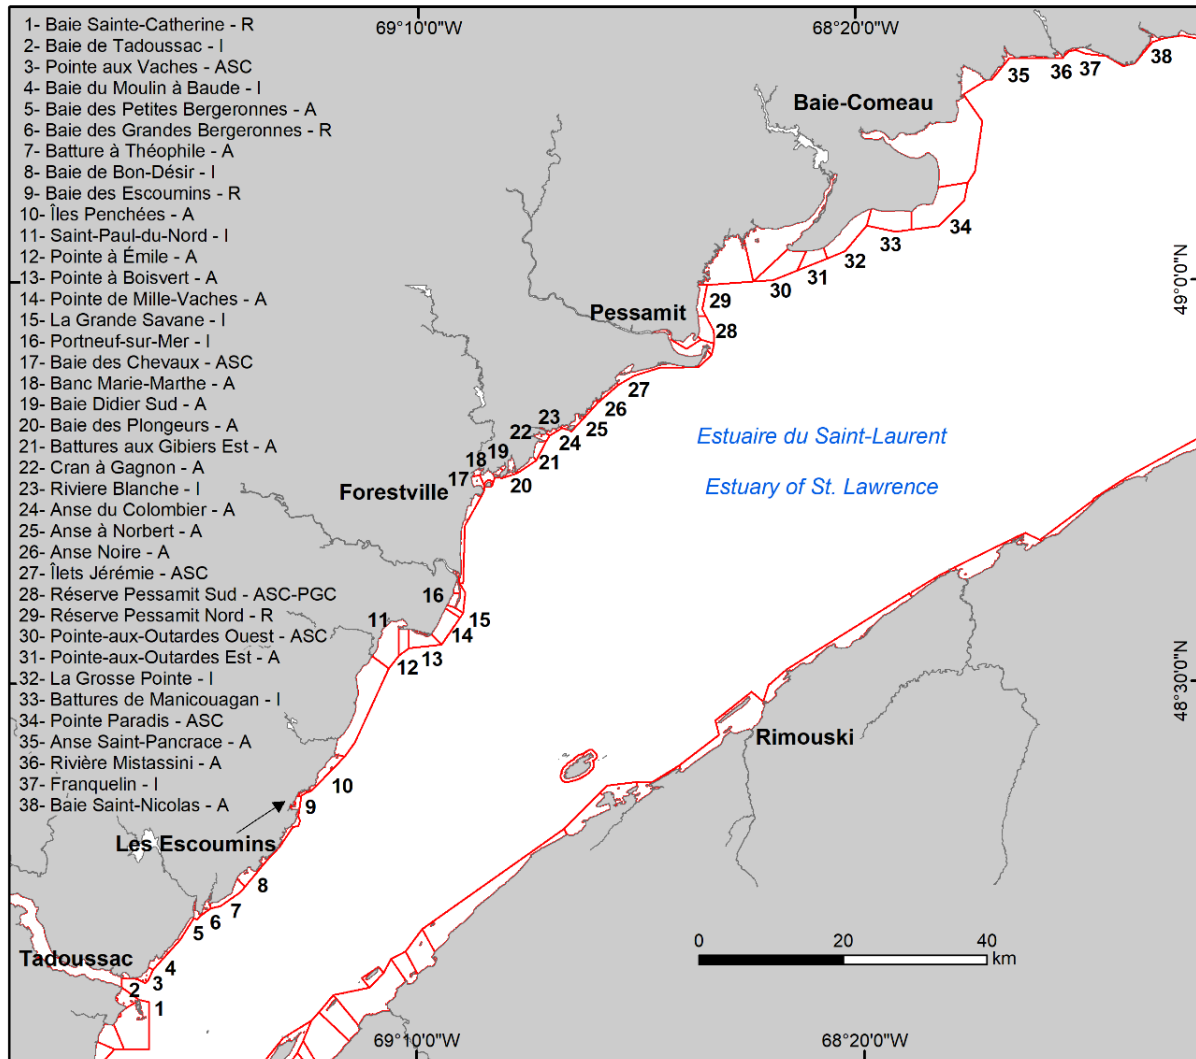 1- Baie Sainte-Catherine - R
2- Baie de Tadoussac - I
3- Pointe aux Vaches - ASC
4- Baie du Moulin à Baude - I
5- Baie des Petites Bergeronnes - A
6- Baie des Grandes Bergeronnes - R
7- Batture à Théophile - A
8- Baie de Bon-Désir - I
9- Baie des Escoumins - R
10- Îles Penchées - A
11- Saint-Paul-du-Nord - I
12- Pointe à Émile - A
13- Pointe à Boisvert - A
14- Pointe de Mille-Vaches - A
15- La Grande Savane - I
16- Portneuf-sur-Mer - I
17- Baie des Chevaux - ASC
18- Banc Marie-Marthe - A
19- Baie Didier Sud - A
20- Baie des Plongeurs - A
21- Battures aux Gibiers Est - A
22- Cran à Gagnon - A
23- Riviere Blanche - I
24- Anse du Colombier - A
25- Anse à Norbert - A
26- Anse Noire - A
27- Îlets Jérémie - ASC
28- Réserve Pessamit Sud - ASC-PGC
29- Réserve Pessamit Nord - R
30- Pointe-aux-Outardes Ouest - ASC
31- Pointe-aux-Outardes Est - A
32- La Grosse Pointe - I
33- Battures de Manicouagan - I
34- Pointe Paradis - ASC
35- Anse Saint-Pancrace - A
36- Rivière Mistassini - A
37- Franquelin - I
38- Baie Saint-Nicolas - A
69°10'0"W
68°20'0"W
38
37
36
35
Baie-Comeau
34
33
32
31
30
49°0'0"N
29
Pessamit
28
27
26
25
24
23
22
21
20
19
18
17
Forestville
Estuaire du Saint-Laurent
Estuary of St. Lawrence
16
15
14
13
12
11
48°30'0"N
Rimouski
10
9
Les Escoumins
8
7
6
5
4
3
2
1
Tadoussac
0
20
40
km
69°10'0"W
68°20'0"W